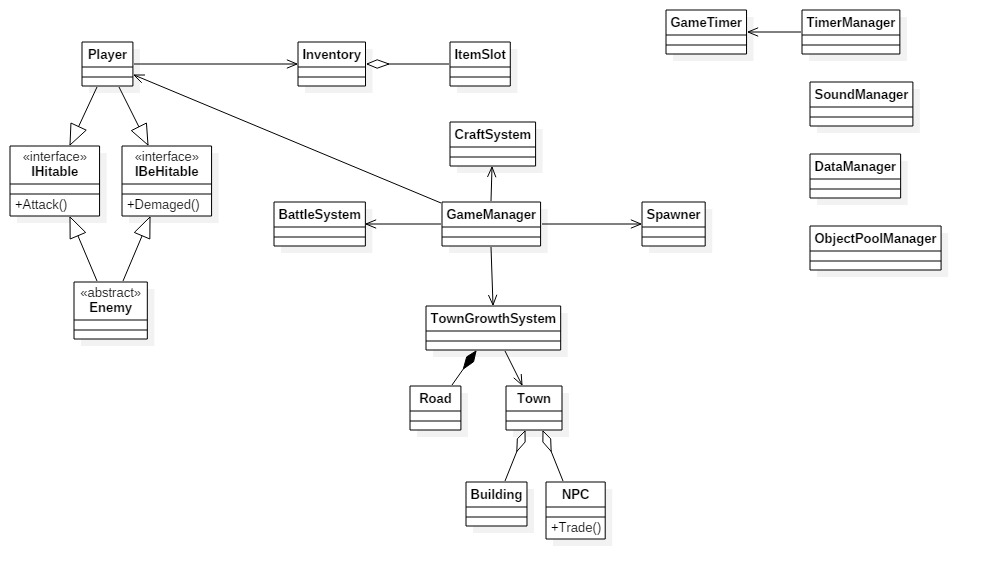 GameTimer
TimerManager
Player
Inventory
ItemSlot
SoundManager
CraftSystem
«interface»
IHitable
+Attack()
«interface»
IBeHitable
+Demaged()
DataManager
BattleSystem
GameManager
Spawner
ObjectPoolManager
«abstract»
Enemy
TownGrowthSystem
Road
Town
Building
NPC
+Trade()